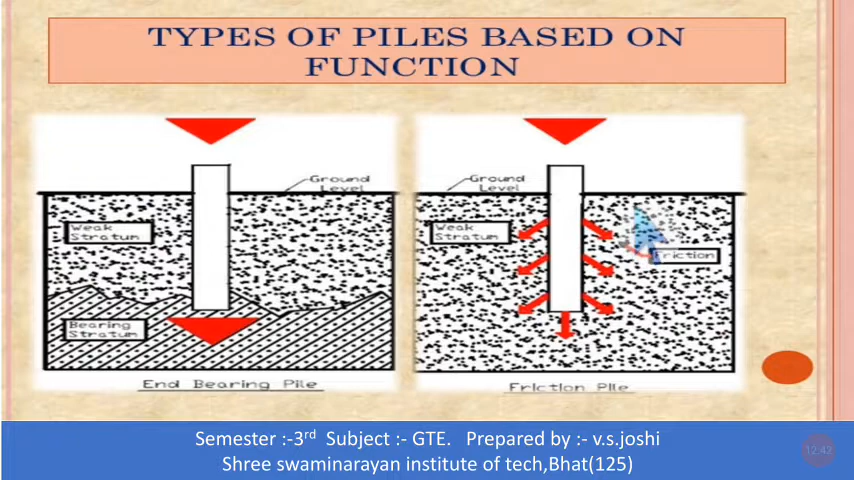 TYPES OF PILES BASED ON
FUNCTION
Ground
Level
Weak
Stratum
Bearing
Stratum
End Bearing Pile
Ground
Level
Weak
Stratum
Friction
Friction Pile
Semester :-3rd Subject :- GTE. Prepared by :- v.s.joshi
Shree swaminarayan institute of tech,Bhat(125)
12:42